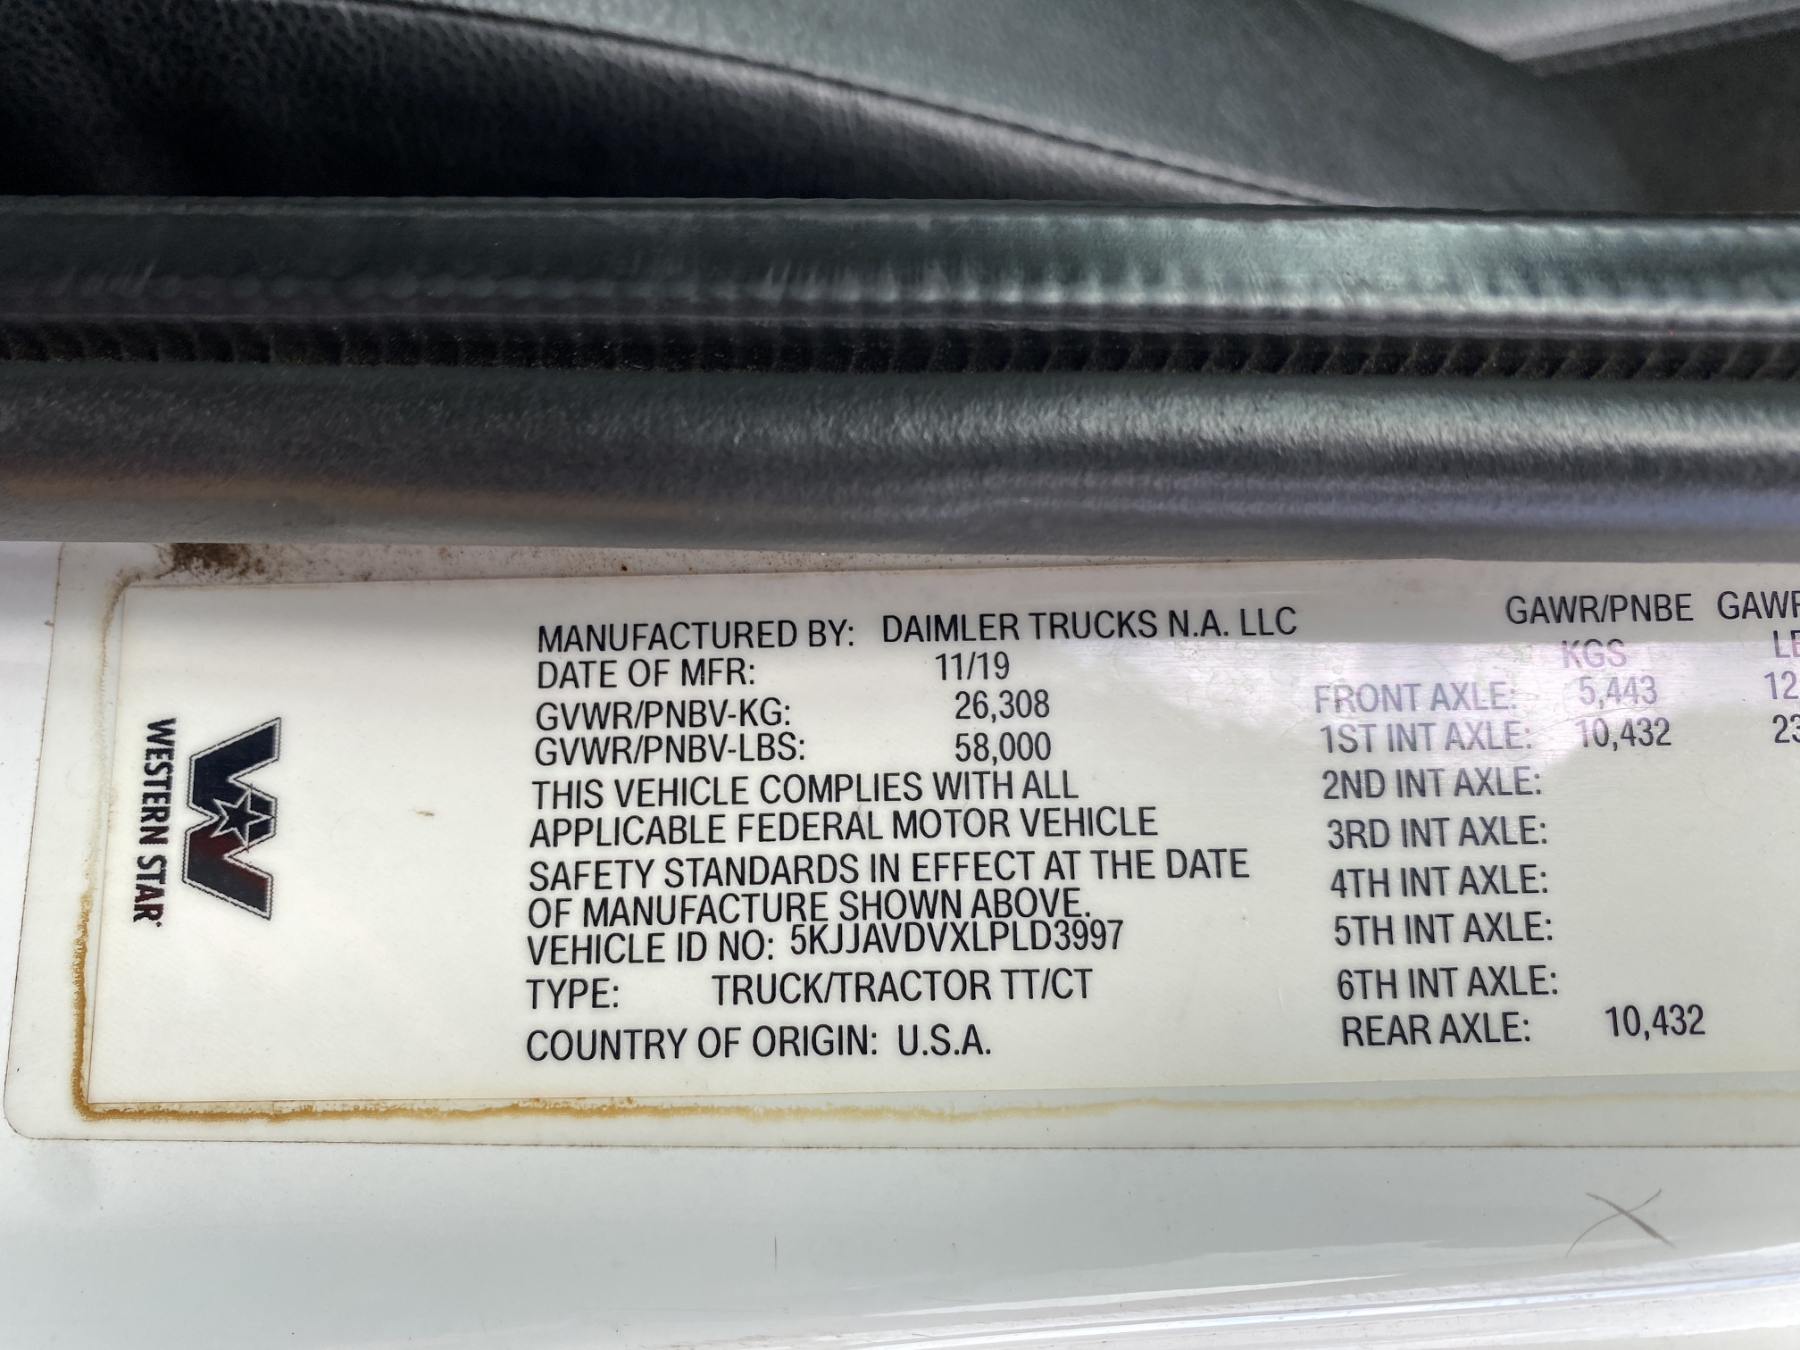 WESTERN STAR
MANUFACTURED BY: DAIMLER TRUCKS N.A. LLC
DATE OF MFR: 11/19
GVWR/PNBV-KG: 26,308
GVWR/PNBV-LBS: 58,000
THIS VEHICLE COMPLIES WITH ALL
APPLICABLE FEDERAL MOTOR VEHICLE
SAFETY STANDARDS IN EFFECT AT THE DATE
OF MANUFACTURE SHOWN ABOVE.
VEHICLE ID NO: 5KJJAVDVXLPLD3997
TYPE: TRUCK/TRACTOR TT/CT
COUNTRY OF ORIGIN: U.S.A.
GAWR/PNBE
KGS
FRONT AXLE: 5,443
1ST INT AXLE: 10,432
2ND INT AXLE:
3RD INT AXLE:
4TH INT AXLE:
5TH INT AXLE:
6TH INT AXLE:
REAR AXLE: 10,432